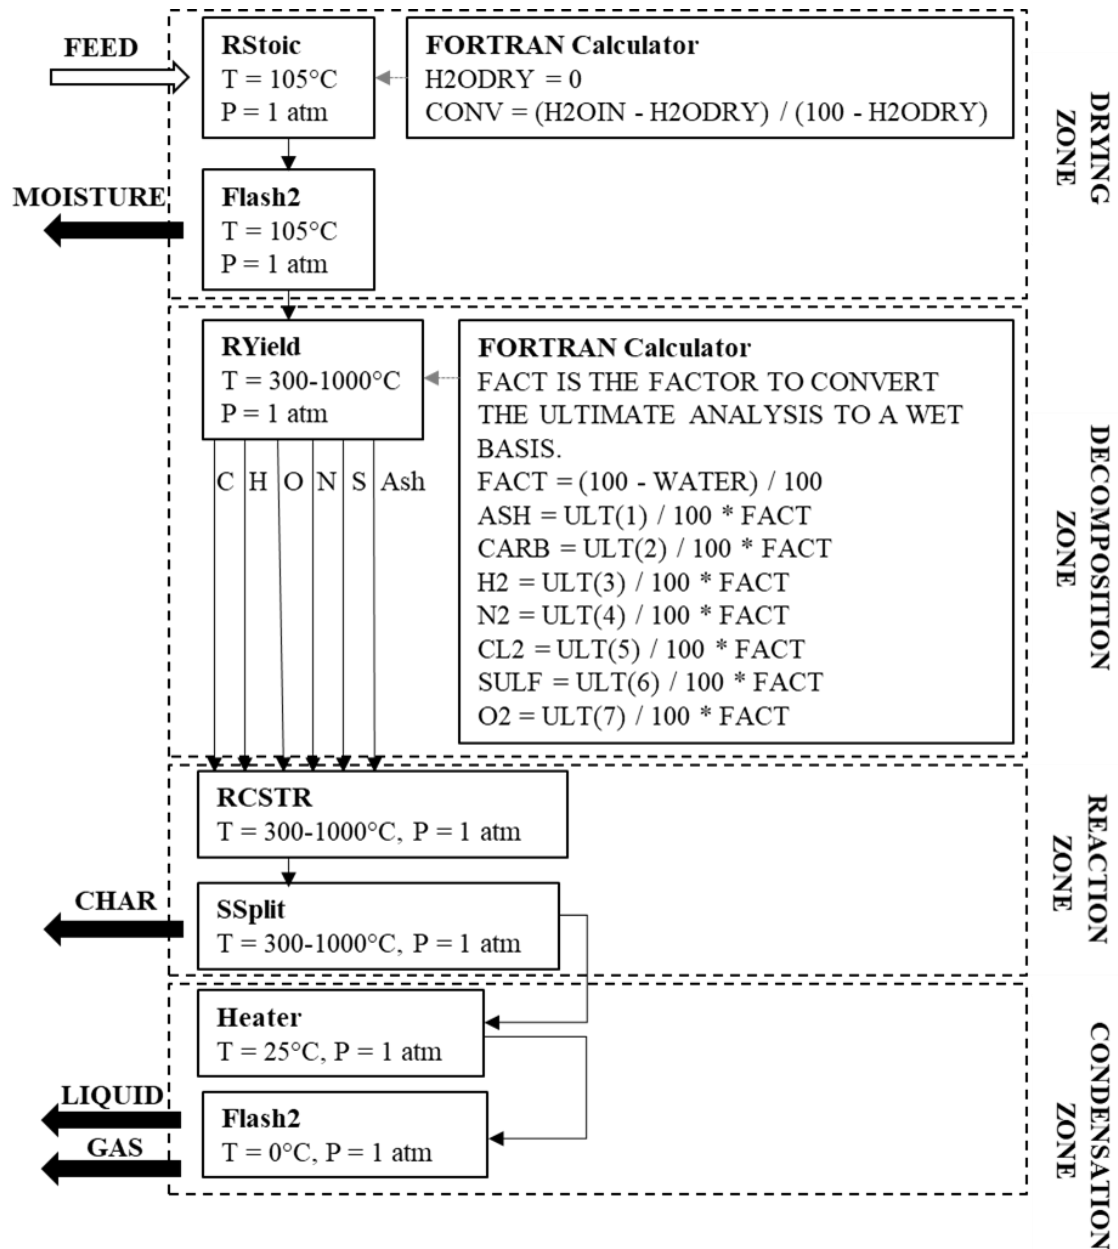 FEED
RStoic
T = 105°C
P = 1 atm
FORTRAN Calculator
H2ODRY = 0
CONV = (H2OIN - H2ODRY) / (100 - H2ODRY)
DRYING
ZONE
MOISTURE
Flash2
T = 105°C
P = 1 atm
RYield
T = 300-1000°C
P = 1 atm
FORTRAN Calculator
FACT IS THE FACTOR TO CONVERT
THE ULTIMATE ANALYSIS TO A WET
BASIS.
FACT = (100 - WATER) / 100
ASH = ULT(1) / 100 * FACT
CARB = ULT(2) / 100 * FACT
H2 = ULT(3) / 100 * FACT
N2 = ULT(4) / 100 * FACT
CL2 = ULT(5) / 100 * FACT
SULF = ULT(6) / 100 * FACT
O2 = ULT(7) / 100 * FACT
C H O N S Ash
DECOMPOSITION
ZONE
RCSTR
T = 300-1000°C, P = 1 atm
CHAR
SSplit
T = 300-1000°C, P = 1 atm
REACTION
ZONE
Heater
T = 25°C, P = 1 atm
LIQUID
GAS
Flash2
T = 0°C, P = 1 atm
CONDENSATION
ZONE